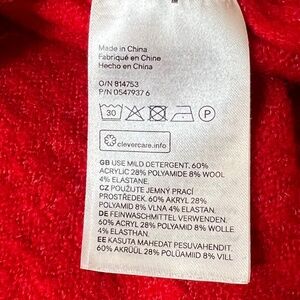 Made in China
Fabriqué en Chine
Hecho en China
O/N 814753
P/N 0547937 6
30 P
clevercare.info
GB USE MILD DETERGENT. 60%
ACRYLIC 28% POLYAMIDE 8% WOOL
4% ELASTANE.
CZ POUŽIJTE JEMNÝ PRACÍ
PROSTŘEDEK. 60% AKRYL 28%
POLYAMID 8% VLNA 4% ELASTAN.
DE FEINWASCHMITTEL VERWENDEN.
60% ACRYL 28% POLYAMID 8% WOLLE
4% ELASTAN.
EE KASUTA MAHEDAT PESUVAHENDIT.
60% AKRÜÜL 28% POLÜAMIID 8% VILL